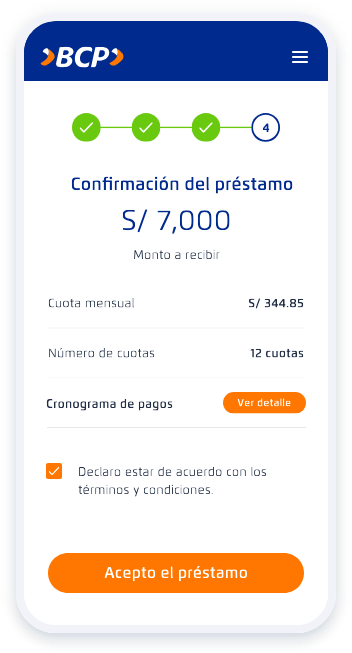 BCP
4
Confirmación del préstamo
S/ 7,000
Monto a recibir
Cuota mensual S/ 344.85
Número de cuotas 12 cuotas
Cronograma de pagos Ver detalle
Declaro estar de acuerdo con los
términos y condiciones.
Acepto el préstamo